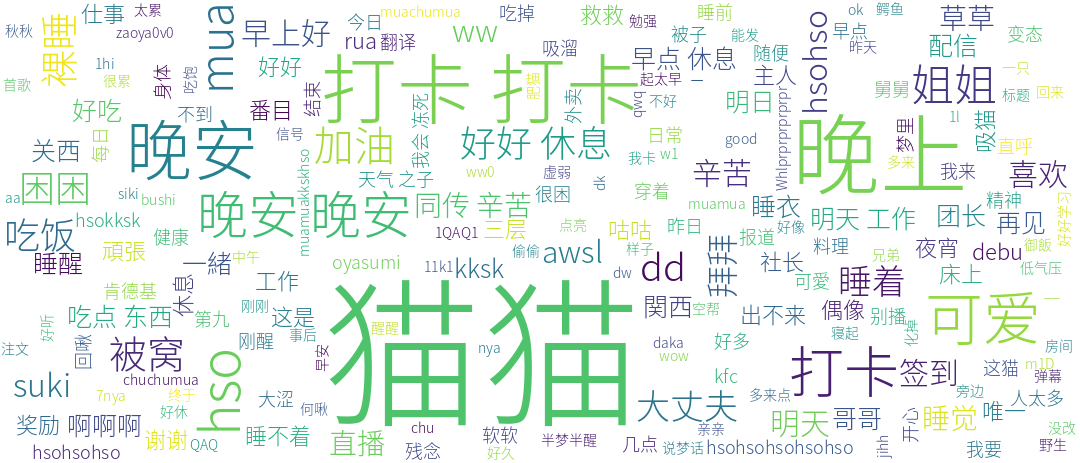 秋秋
仕事
太累
zaoya0v0
mua
早上好
今日
muachumua
吃掉
救救
勉强
睡前
ok
鳄鱼
草草
裸睡
1hi
rua
翻译
ww
吸溜
被子
能发
hsohso
早点
昨天
配信
变态
首歌
很累
身体
吃饱
好好
打卡 打卡
早点 休息
随便
主人
姐姐
一只
好吃
不到
番目
结束
我会 冻死
起太早
一
外卖
qwq
不好
明日
Whprprprprpr
舅舅
标题
回来
关西
每日
晚安
信号
加油
好好 休息
日常
good
晚上
梦里
1l
吸猫
直呼
aa
困困
siki
bushi
muamuakkskhso
天气 之子
ww0
虚弱
我卡
w1
辛苦
多来
我来
喜欢
很困
dk
穿着
muamua
睡衣
精神
好好学习
吃饭
hsokksk
晚安 晚安
同传 辛苦
三层
1QAQ1
点亮
咕咕
昨日
好像
明天 工作
团长
再见
健康
頑張
睡醒
一緒
中午
oyasumi
偷偷
样子
awsl
dd
拜拜
报道
料理
兄弟
夜宵
debu
御飯
低气压
肯德基
休息
工作
11k1
kksk
dw
関西
空帮
社长
可愛
睡着
床上
吃点 东西
第九
刚刚
这是
猫猫
出不来
偶像
别播
可爱
一一
好听
注文
回啾
刚醒
事后
醒醒
nya
daka
wow
好多
寝起
化埤
房间
被窝
早安
打卡
签到
这猫
m1D
弹幕
suki
chuchumua
7nya
终于
hso
kfc
多来点
旁边
人太多
好休
大涩
何啾
大丈夫
明天
哥哥
睡觉
唯一
奖励
啊啊啊
谢谢
QAQ
睡不着
直播
chu
残念
软软
好久
半梦半醒
几点
亲亲
说梦话
hsohsohsohsohso
jihh
开心
我要
没改
野生
hsohsohso